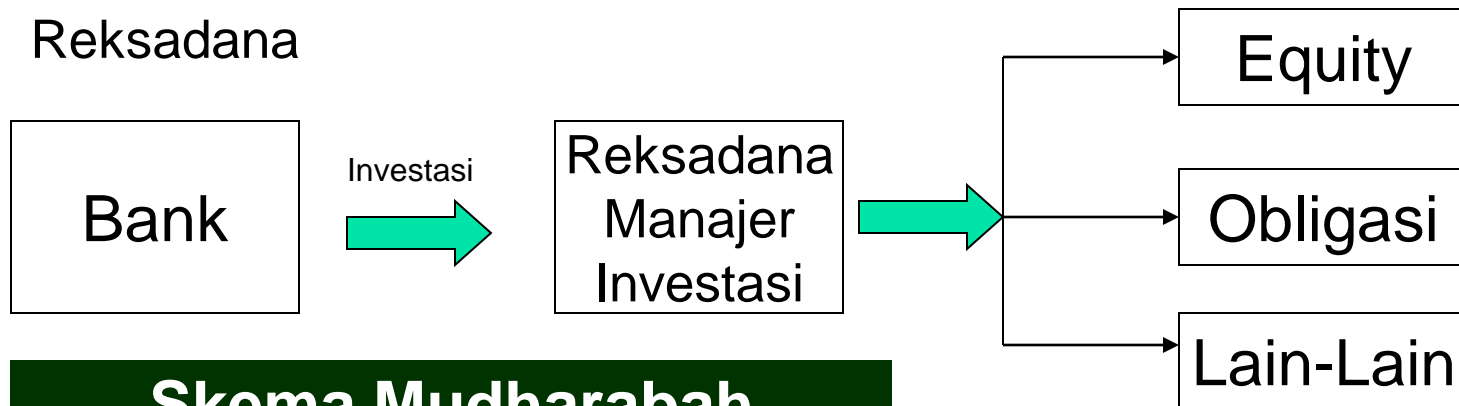 Reksadana
Bank
Investasi
Reksadana
Manajer
Investasi
Equity
Obligasi
Lain-Lain
Skema Mudharabah